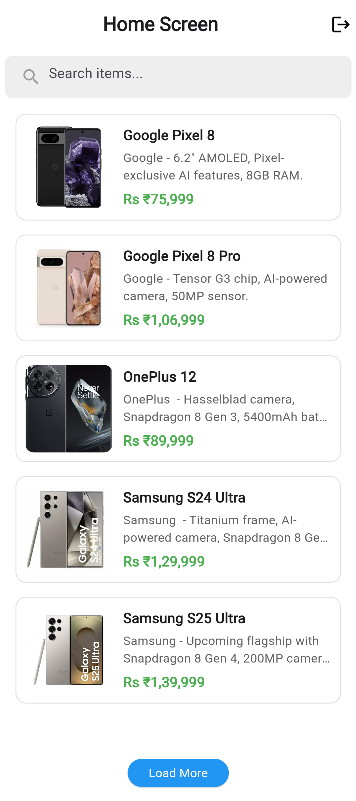 Home Screen
Search items...
Google Pixel 8
Google - 6.2" AMOLED, Pixel-
exclusive AI features, 8GB RAM.
Rs ₹75,999
Google Pixel 8 Pro
Google - Tensor G3 chip, AI-powered
camera, 50MP sensor.
Rs ₹1,06,999
Never
Settle
OnePlus 12
OnePlus  - Hasselblad camera,
Snapdragon 8 Gen 3, 5400mAh bat...
Rs ₹89,999
Galaxy
S24 Ultra
Samsung S24 Ultra
Samsung  - Titanium frame, AI-
powered camera, Snapdragon 8 Ge...
Rs ₹1,29,999
Galaxy
S25 Ultra
Samsung S25 Ultra
Samsung - Upcoming flagship with
Snapdragon 8 Gen 4, 200MP camer...
Rs ₹1,39,999
Load More